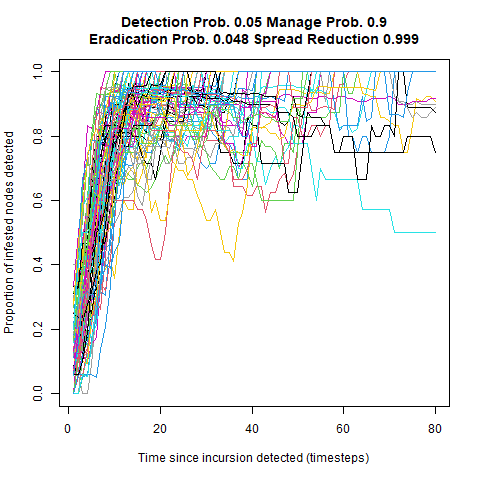 Detection Prob. 0.05 Manage Prob. 0.9
Eradication Prob. 0.048 Spread Reduction 0.999
Proportion of infested nodes detected
1.0
0.8
0.6
0.4
0.2
0.0
0
20
40
60
80
Time since incursion detected (timesteps)